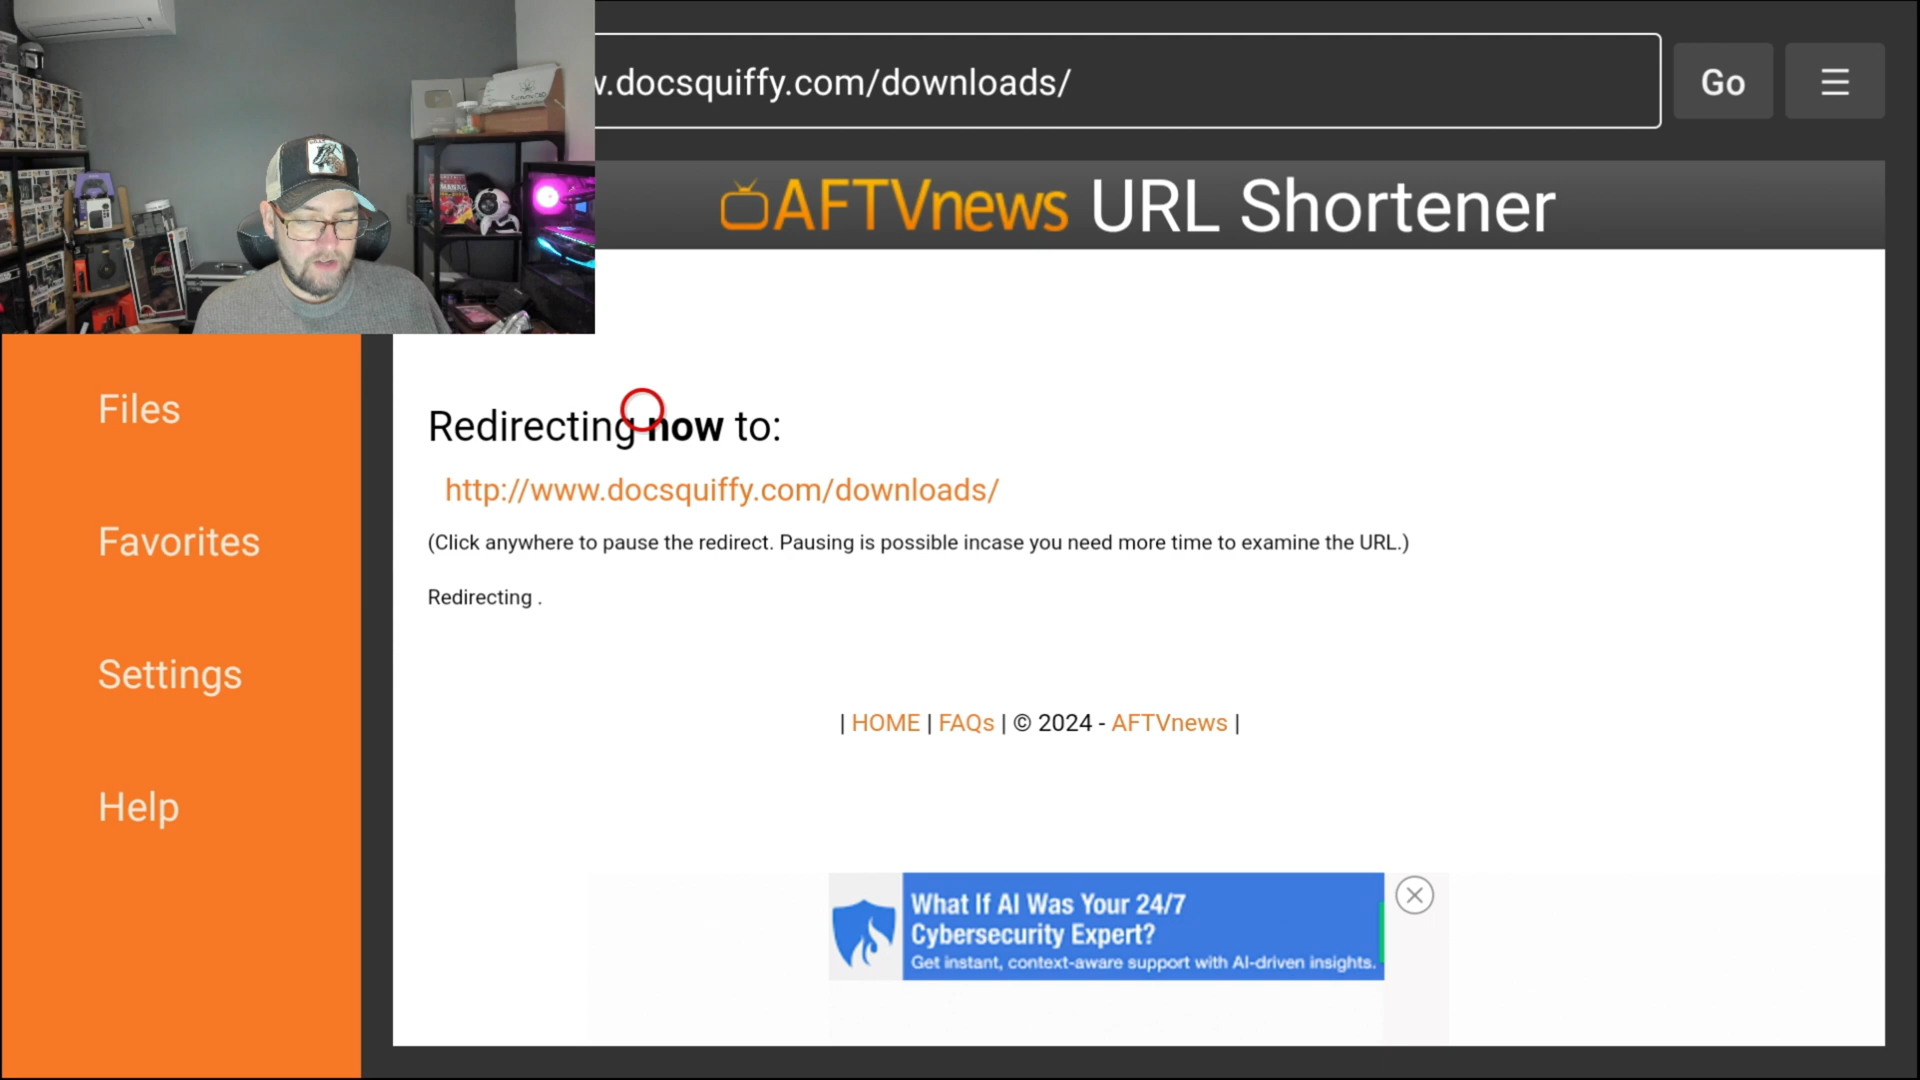 w.docsquiffy.com/downloads/
Go
AFTVnews URL Shortener
Files
Favorites
Settings
Help
Redirecting now to:
http://www.docsquiffy.com/downloads/
(Click anywhere to pause the redirect. Pausing is possible incase you need more time to examine the URL.)
Redirecting .
| HOME | FAQs | © 2024 - AFTVnews |
What If AI Was Your 24/7
Cybersecurity Expert?
Get instant, context-aware support with AI-driven insights.